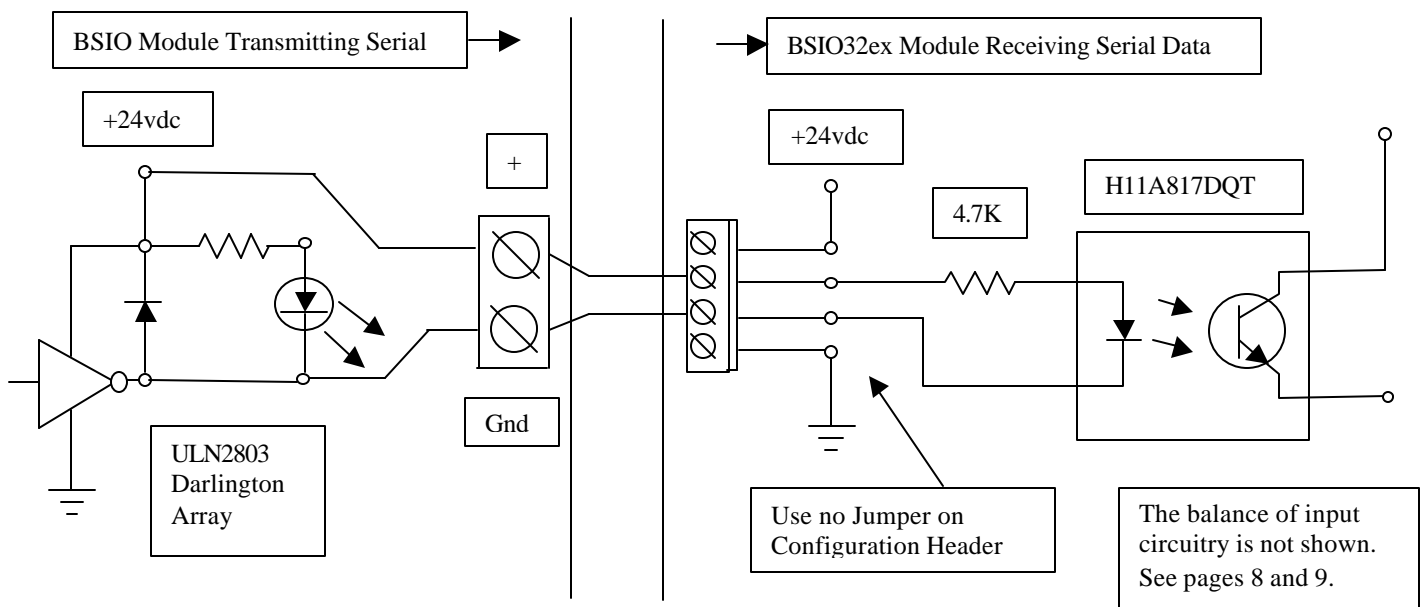 BSIO Module Transmitting Serial
BSIO32ex Module Receiving Serial Data
+24vdc
+
+24vdc
4.7K
H11A817DQT
Gnd
ULN2803
Darlington
Array
Use no Jumper on
Configuration Header
The balance of input
circuitry is not shown.
See pages 8 and 9.